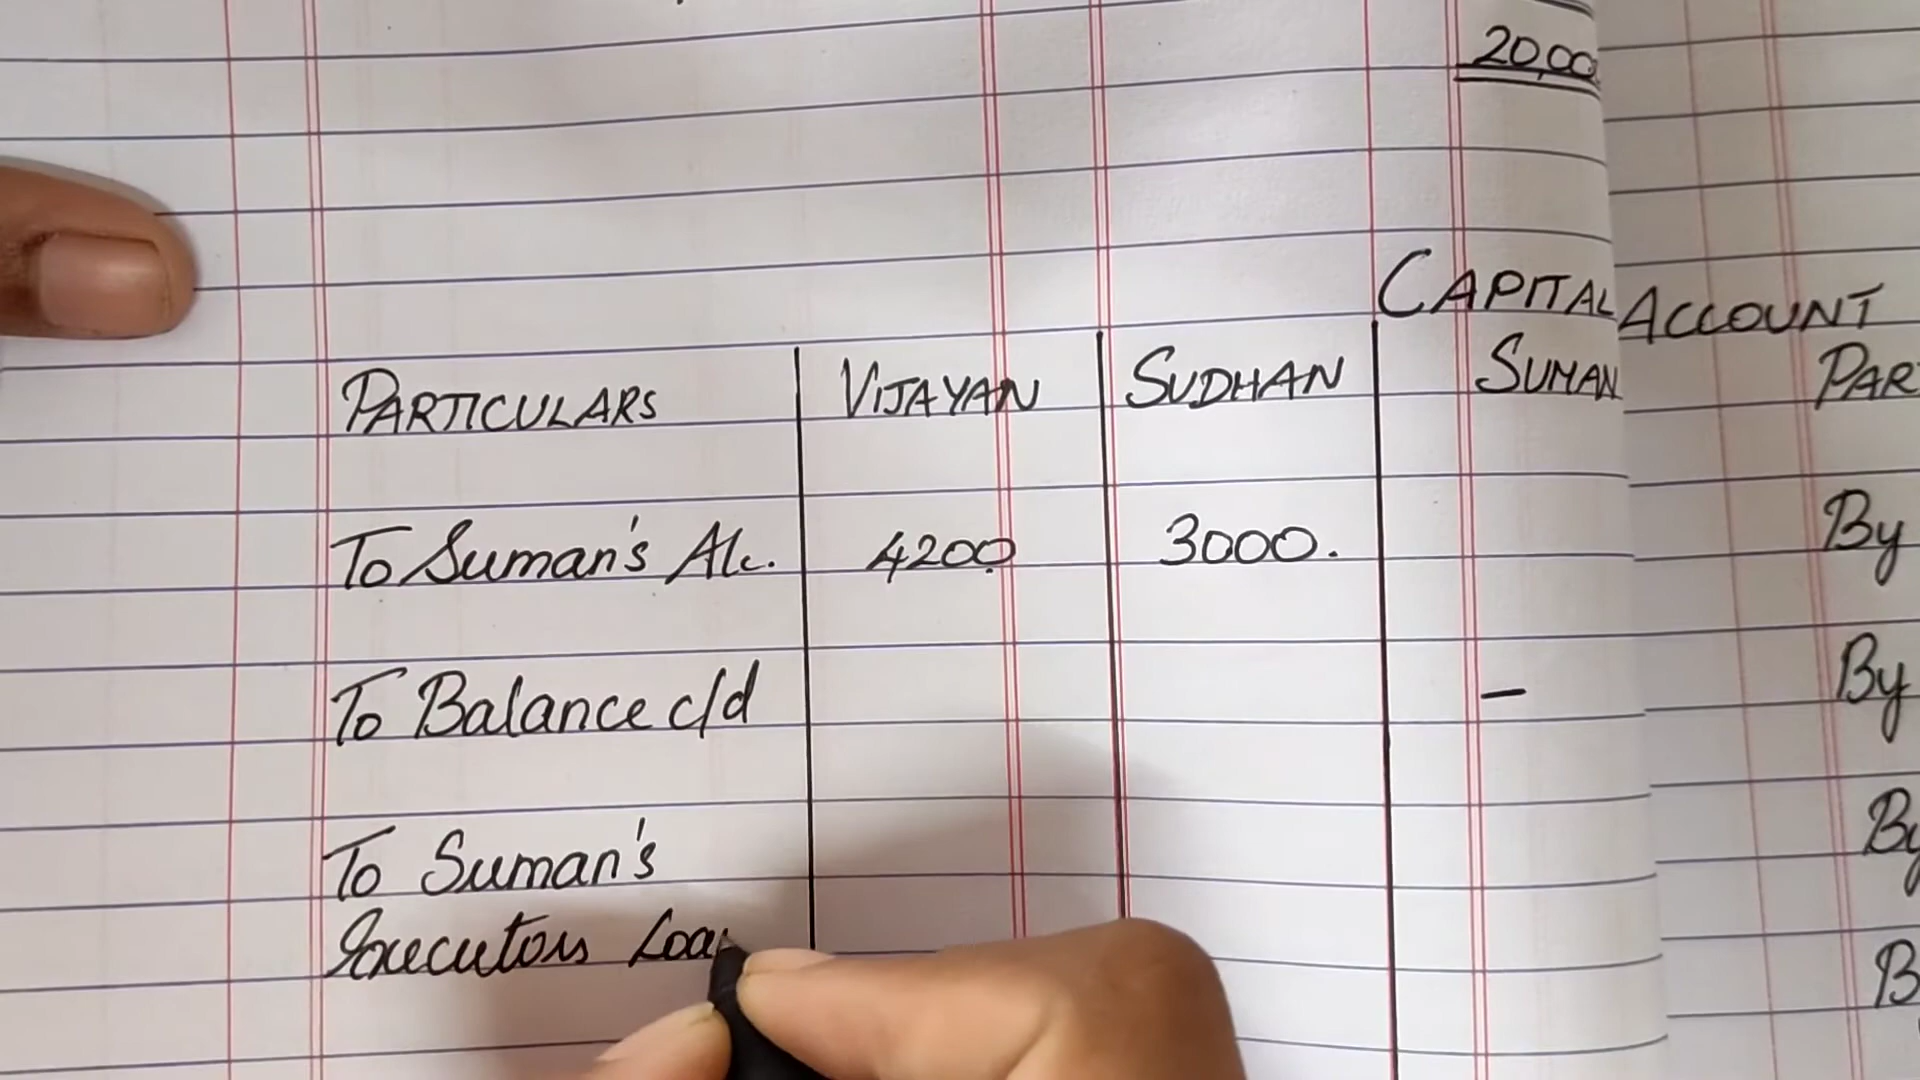 20,00
CAPITAL ACCOUNT
PARTICULARS VIJAYAN SUDHAN SUMAN PAR
To Suman's A/c. 4200 3000. By
To Balance c/d – By
To Suman's By
Executors Loan B